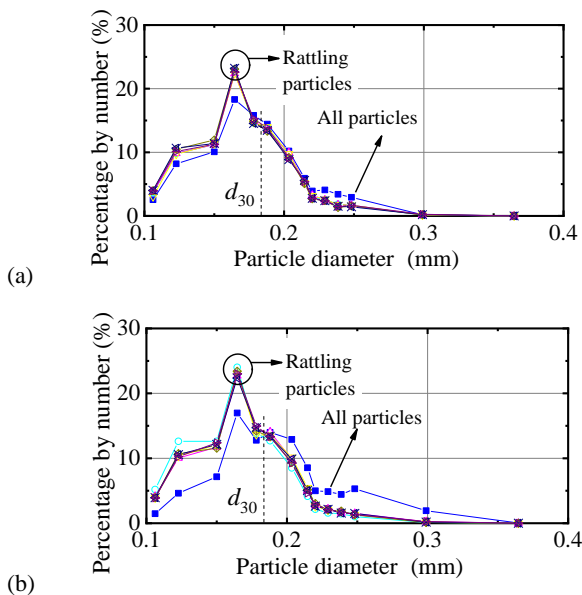 Percentage by number (%)
30
20
10
0
Rattling
particles
All particles
d30
0.1
0.2
0.3
0.4
Particle diameter (mm)
(a)
Percentage by number (%)
30
20
10
0
Rattling
particles
All particles
d30
0.1
0.2
0.3
0.4
Particle diameter (mm)
(b)